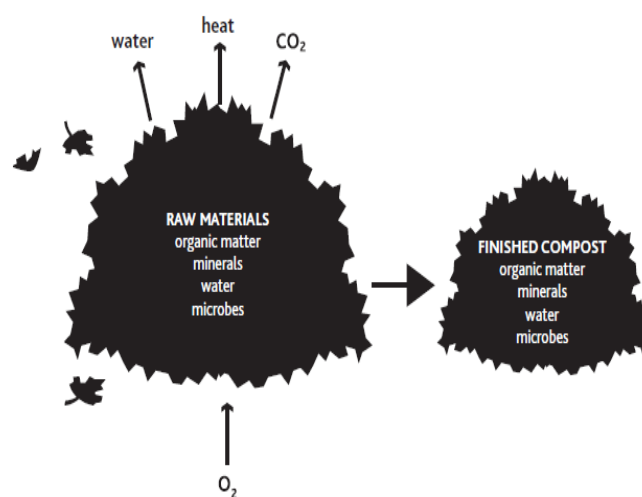 water
heat
CO₂
RAW MATERIALS
organic matter
minerals
water
microbes
FINISHED COMPOST
organic matter
minerals
water
microbes
O₂